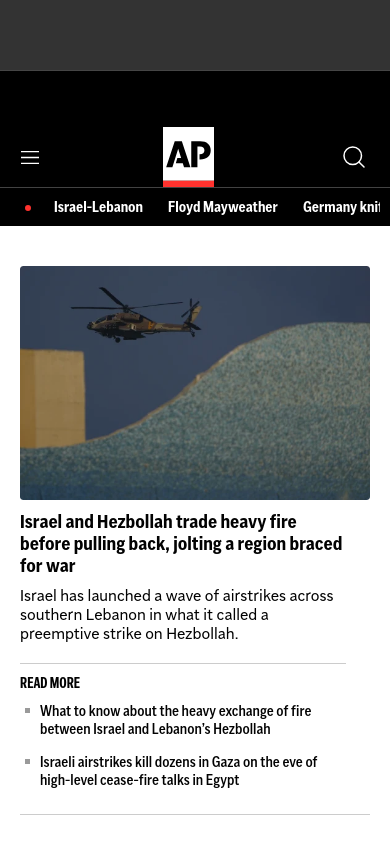 AP
Israel-Lebanon
Floyd Mayweather
Germany
Israel and Hezbollah trade heavy fire
before pulling back, jolting a region braced
for war
Israel has launched a wave of airstrikes across
southern Lebanon in what it called a
preemptive strike on Hezbollah.
READ MORE
What to know about the heavy exchange of fire
between Israel and Lebanon's Hezbollah
Israeli airstrikes kill dozens in Gaza on the eve of
high-level cease-fire talks in Egypt